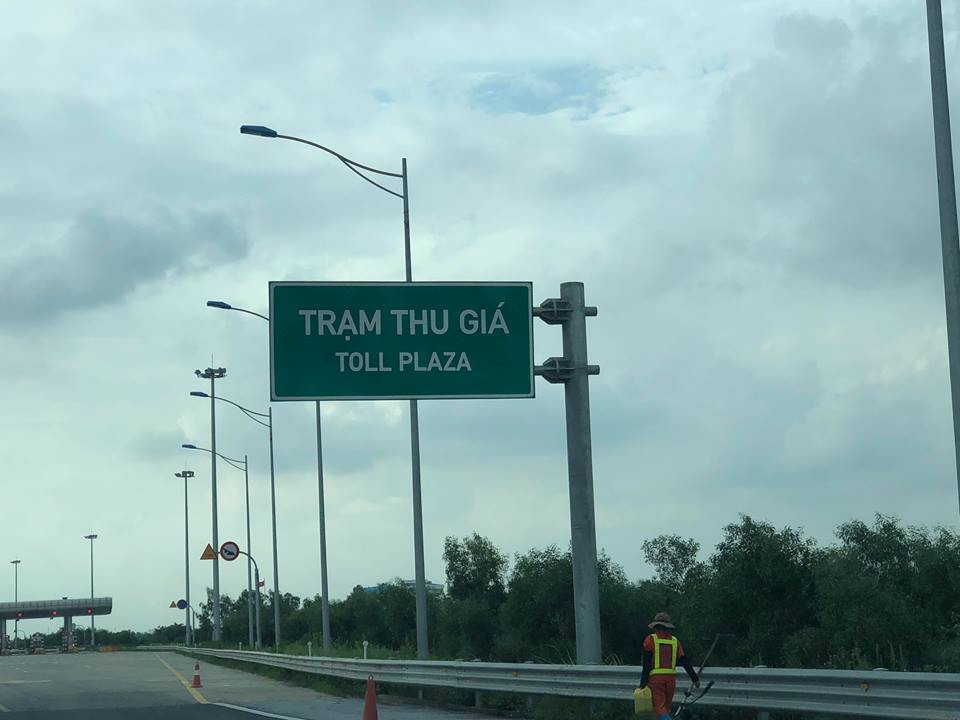 TRẠM THU GIÁ
TOLL PLAZA